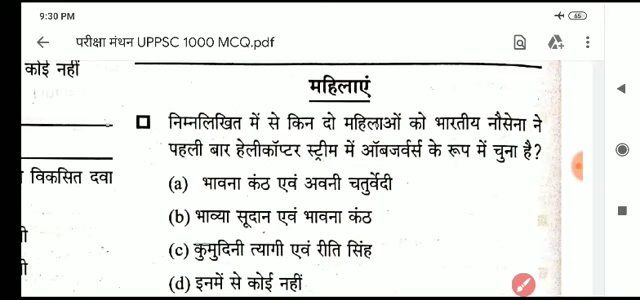 9:30 PM
65
परीक्षा मंथन UPPSC 1000 MCQ.pdf
कोई नहीं
विकसित दवा
महिलाएं
निम्नलिखित में से किन दो महिलाओं को भारतीय नौसेना ने
पहली बार हेलीकॉप्टर स्ट्रीम में ऑबजर्वर्स के रूप में चुना है?
(a) भावना कंठ एवं अवनी चतुर्वेदी
(b) भाव्या सूदान एवं भावना कंठ
(c) कुमुदिनी त्यागी एवं रीति सिंह
(d) इनमें से कोई नहीं